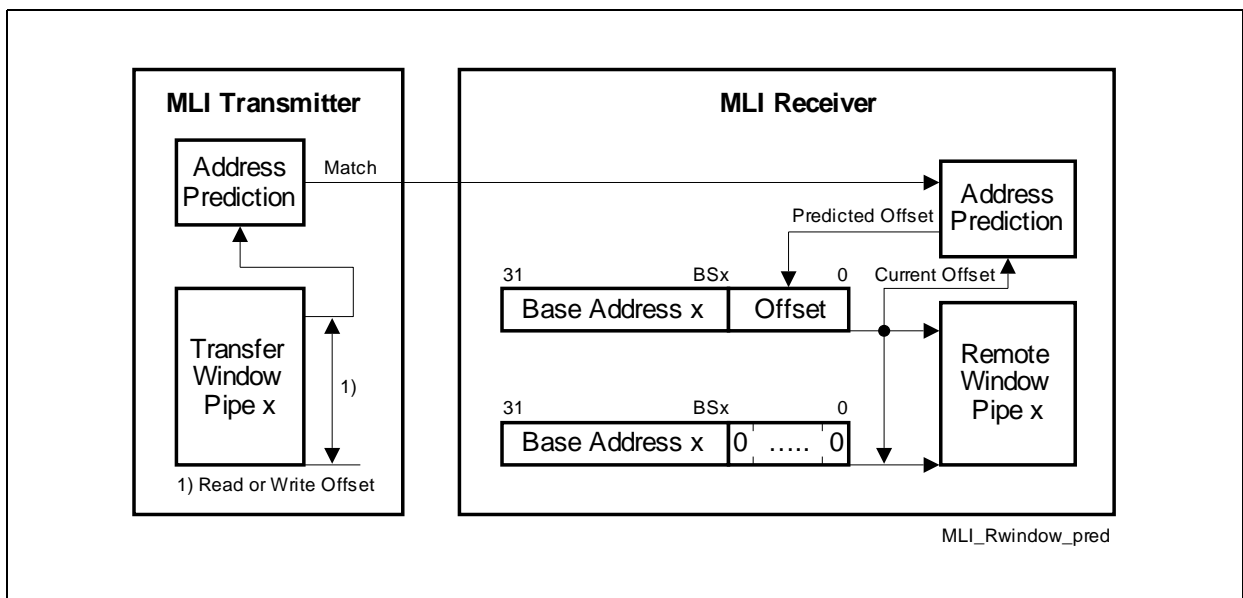 MLI Transmitter
Address
Prediction
Match
Transfer
Window
Pipe x
1)
1) Read or Write Offset
MLI Receiver
Address
Prediction
Predicted Offset
Current Offset
31 BSx 0
Base Address x Offset
Remote
Window
Pipe x
31 BSx 0
Base Address x 0 ..... 0
MLI_Rwindow_pred